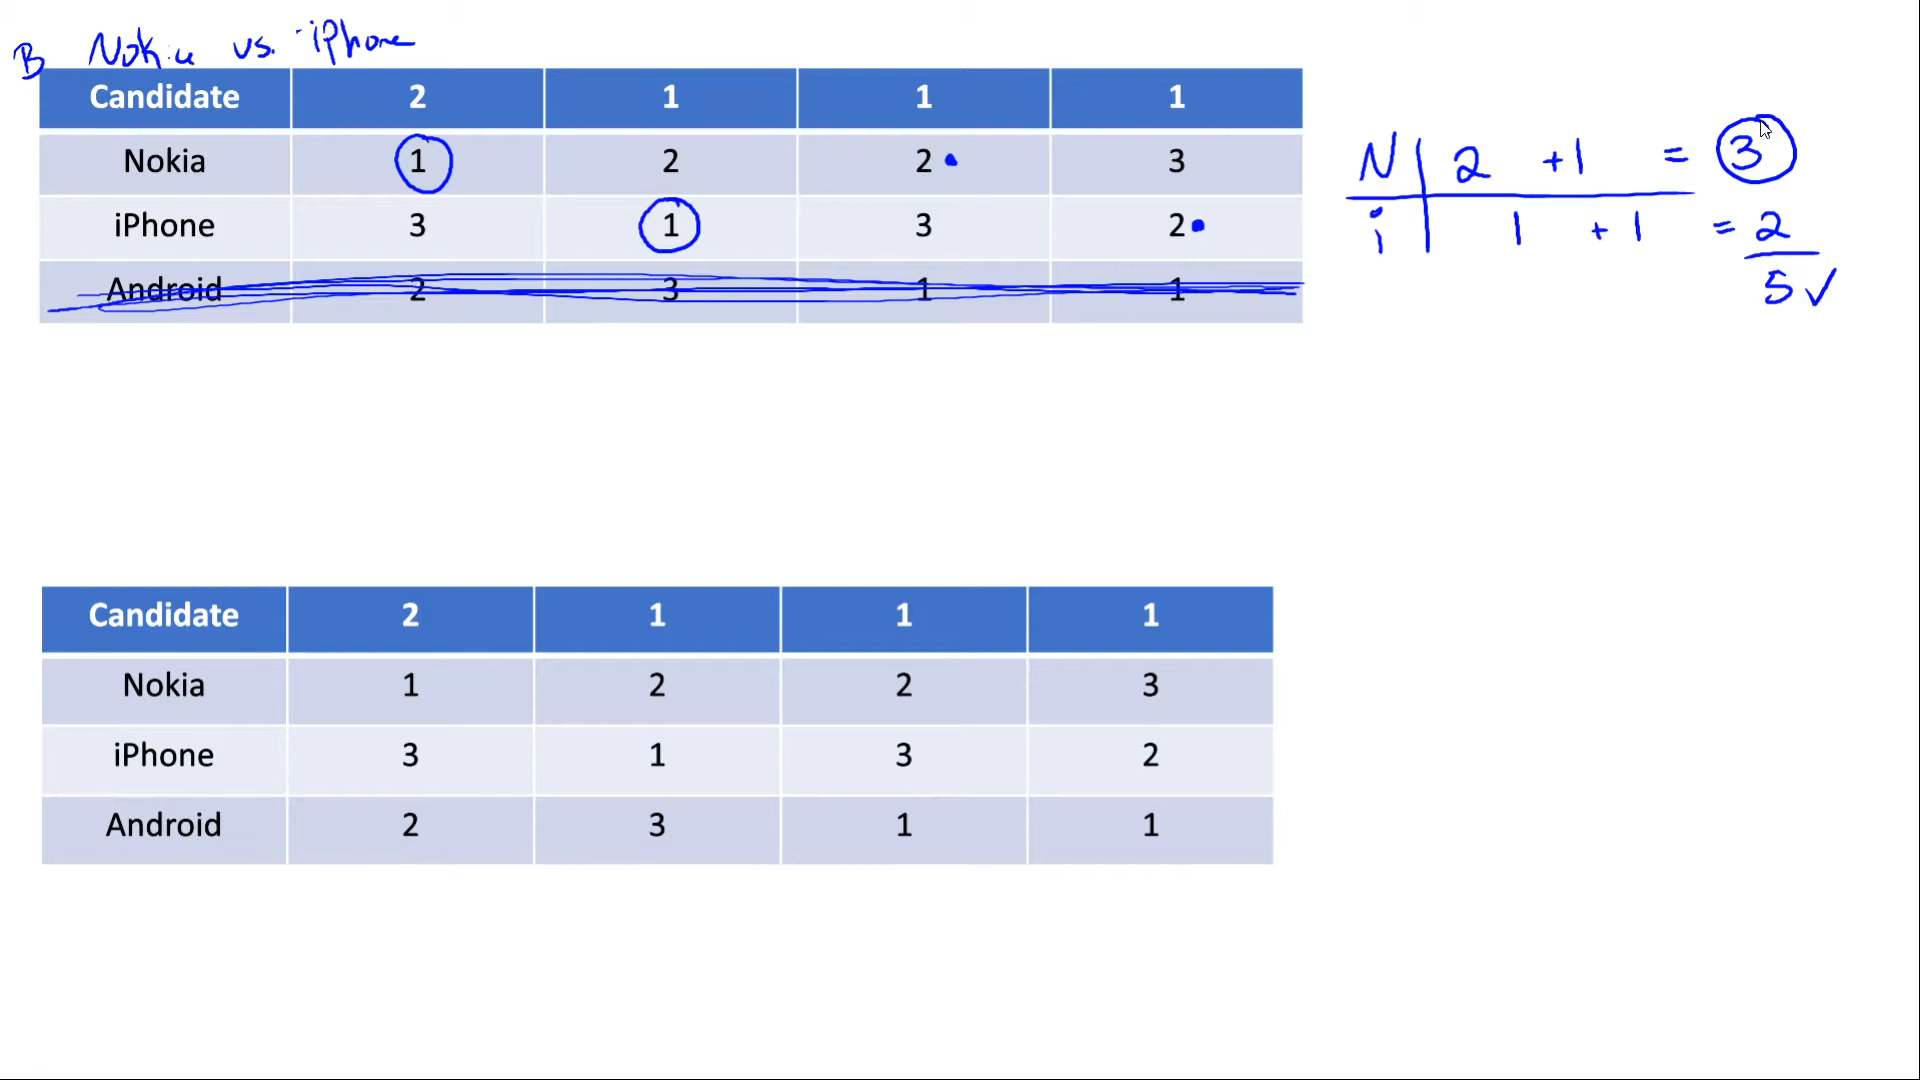 B Nokia vs. iphone
Candidate 2 1 1 1
Nokia 1 2 2 3
iPhone 3 1 3 2
Android 2 3 1 1
N 2 +1 = 3
i 1 + 1 = 2
5 ✓
Candidate 2 1 1 1
Nokia 1 2 2 3
iPhone 3 1 3 2
Android 2 3 1 1